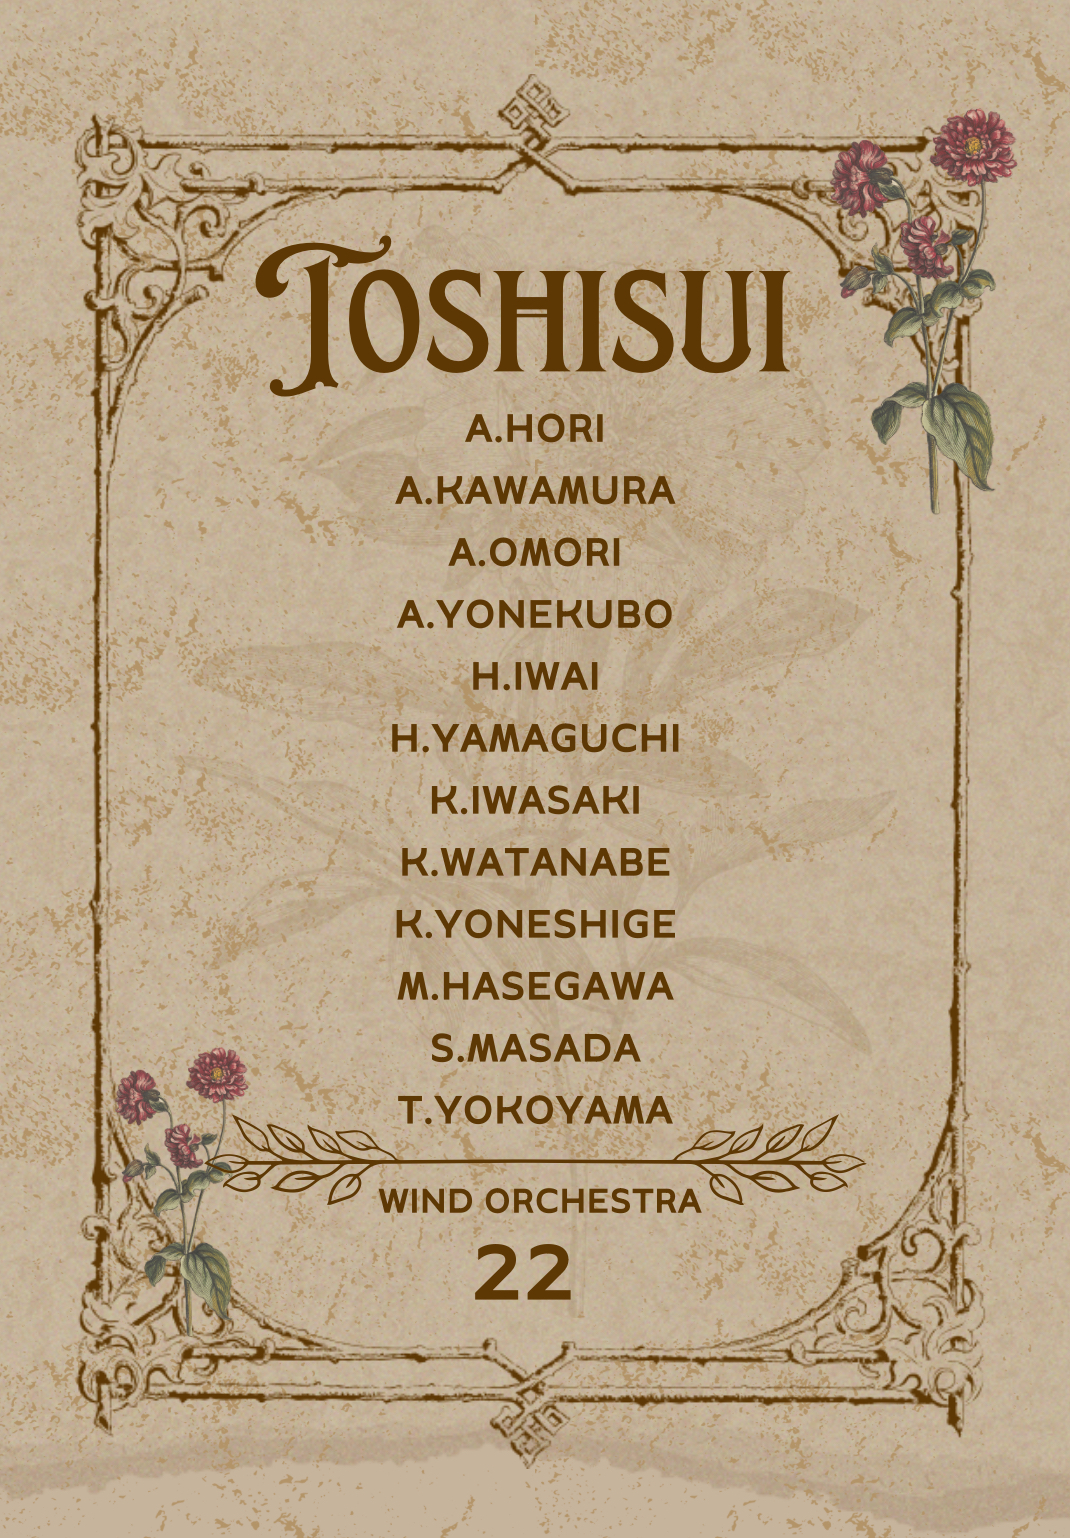 TOSHISUI
A.HORI
A.KAWAMURA
A.OMORI
A.YONEKUBO
H.IWAI
H.YAMAGUCHI
K.IWASAKI
K.WATANABE
K.YONESHIGE
M.HASEGAWA
S.MASADA
T.YOKOYAMA
WIND ORCHESTRA
22